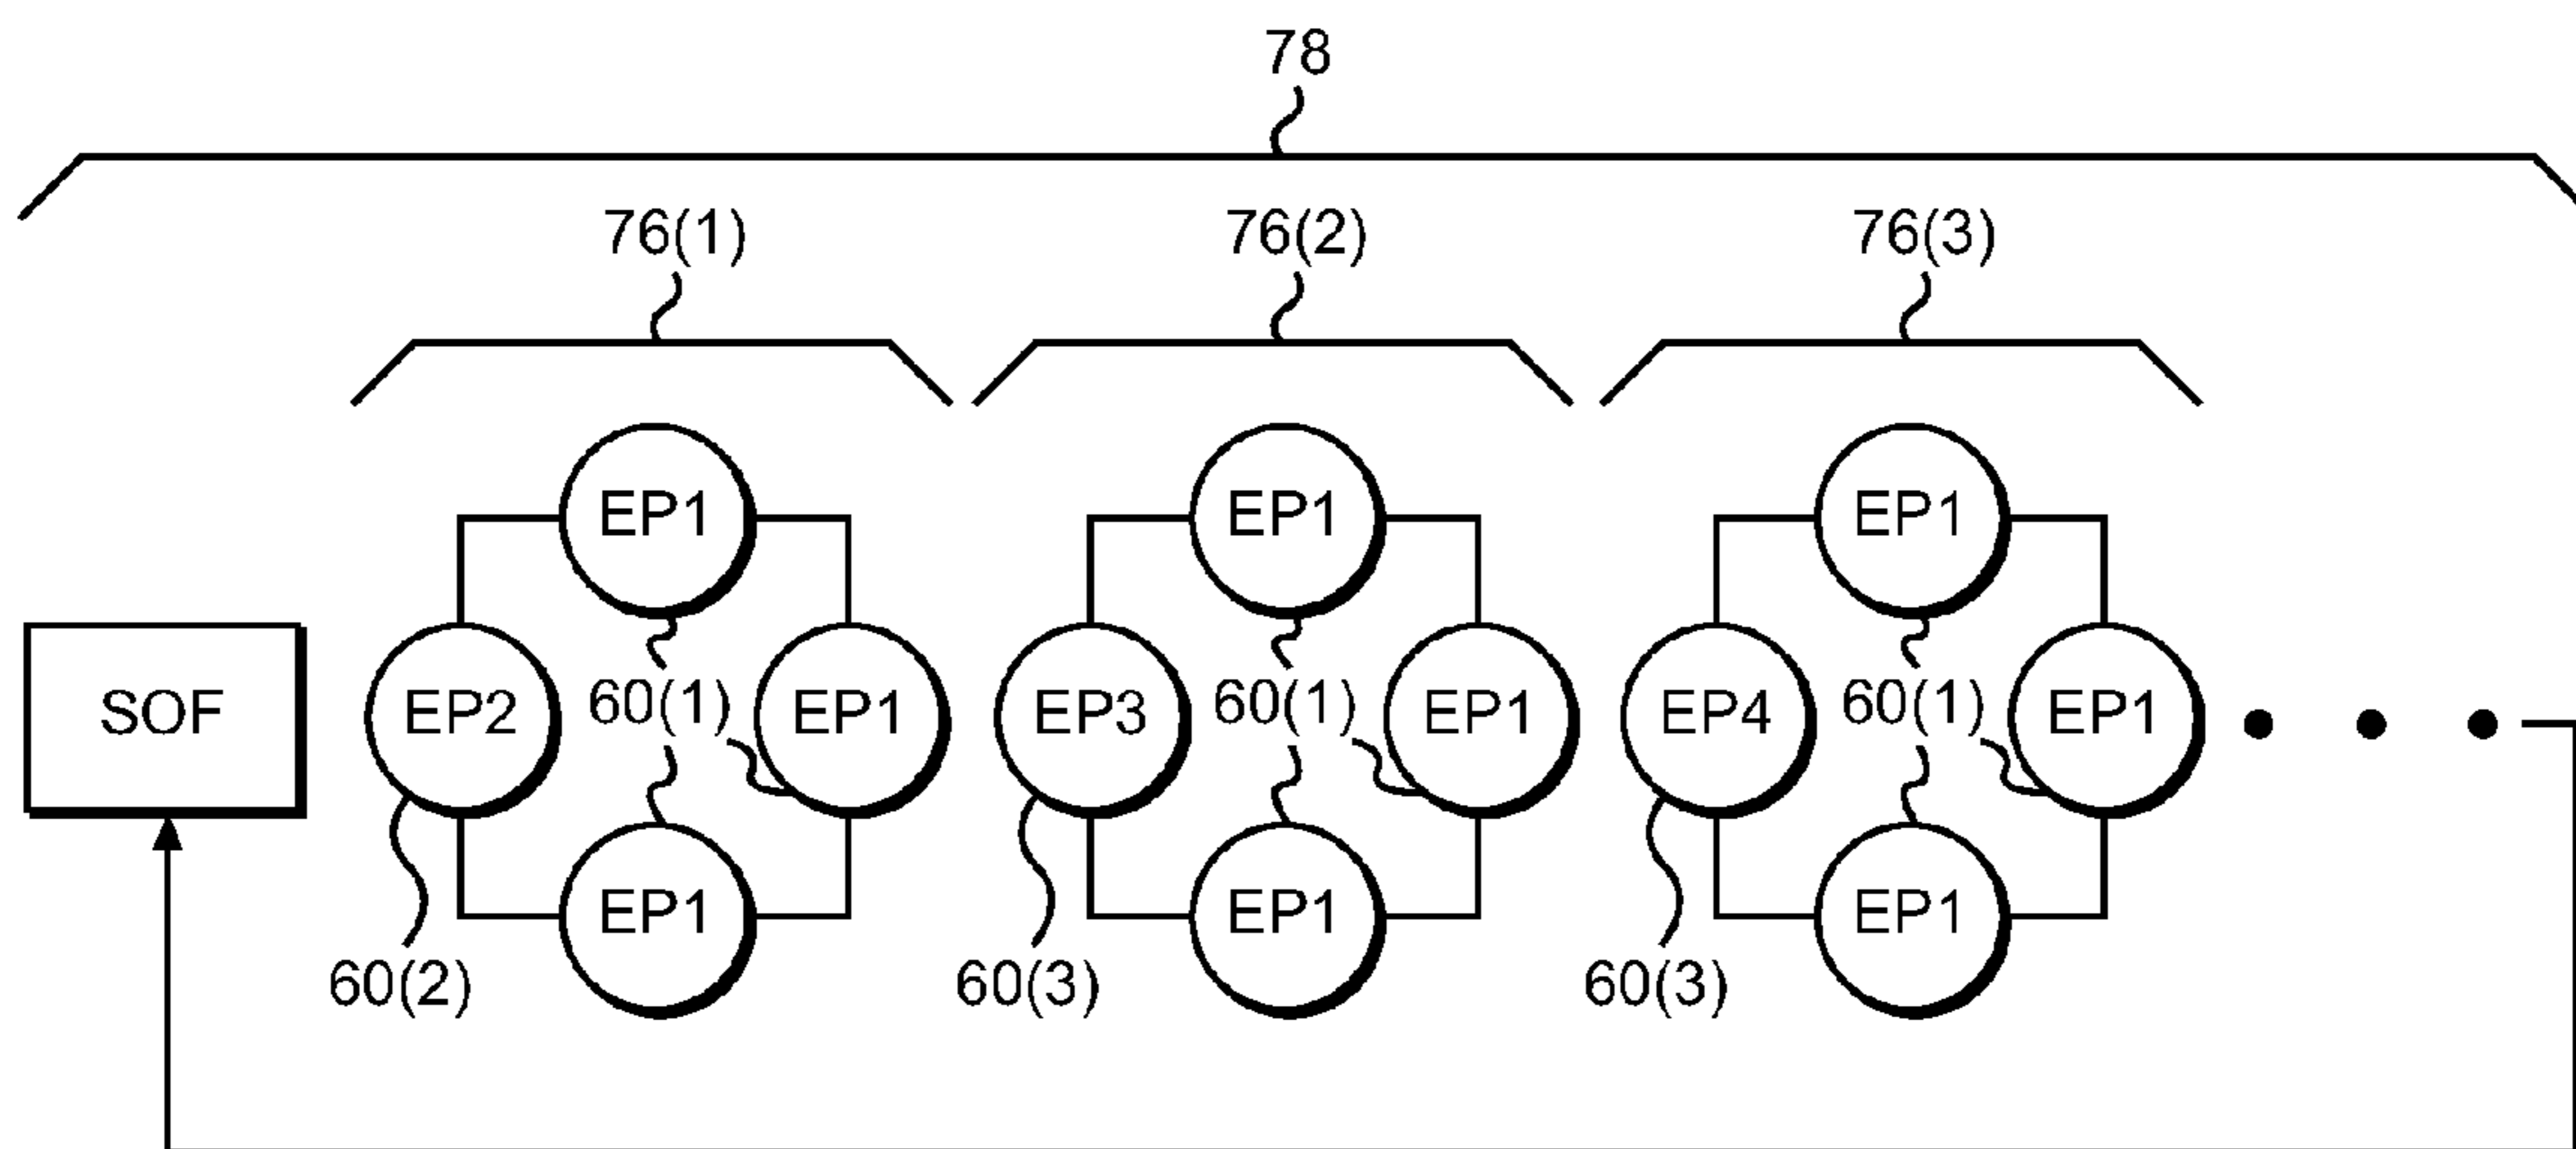 78
76(1) 76(2) 76(3)
EP1 EP1 EP1
SOF EP2 60(1) EP1 EP3 60(1) EP1 EP4 60(1) EP1
EP1 EP1 EP1
60(2) 60(3) 60(3)